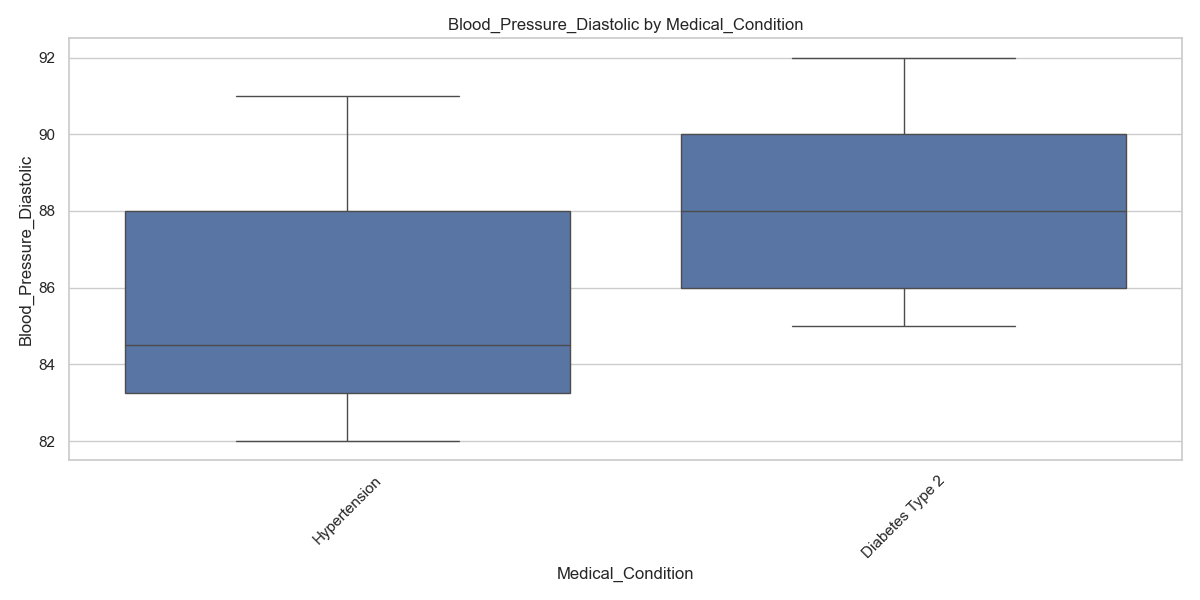 Blood_Pressure_Diastolic by Medical_Condition
Blood_Pressure_Diastolic
92
90
88
86
84
82
Hypertension
Diabetes Type 2
Medical_Condition